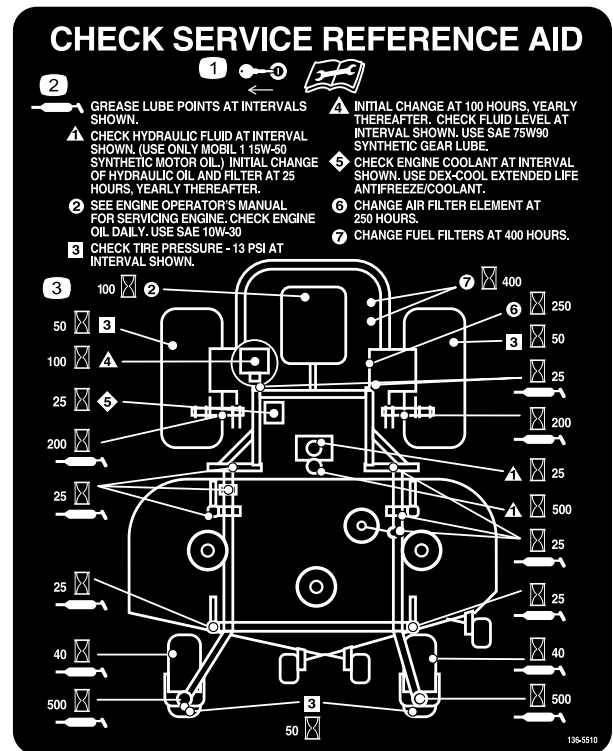 CHECK SERVICE REFERENCE AID
1
2
GREASE LUBE POINTS AT INTERVALS
SHOWN.
1 CHECK HYDRAULIC FLUID AT INTERVAL
SHOWN. (USE ONLY MOBIL 1 15W-50
SYNTHETIC MOTOR OIL.) INITIAL CHANGE
OF HYDRAULIC OIL AND FILTER AT 25
HOURS, YEARLY THEREAFTER.
2 SEE ENGINE OPERATOR'S MANUAL
FOR SERVICING ENGINE. CHECK ENGINE
OIL DAILY. USE SAE 10W-30
3 CHECK TIRE PRESSURE - 13 PSI AT
INTERVAL SHOWN.
4 INITIAL CHANGE AT 100 HOURS, YEARLY
THEREAFTER. CHECK FLUID LEVEL AT
INTERVAL SHOWN. USE SAE 75W90
SYNTHETIC GEAR LUBE.
5 CHECK ENGINE COOLANT AT INTERVAL
SHOWN. USE DEX-COOL EXTENDED LIFE
ANTIFREEZE/COOLANT.
6 CHANGE AIR FILTER ELEMENT AT
250 HOURS.
7 CHANGE FUEL FILTERS AT 400 HOURS.
3
100 2
50 3
100 4
25 5
200
25
25
40
500
7 400
6 250
3 50
25
200
1 25
1 500
25
25
40
500
3
50
136-5510